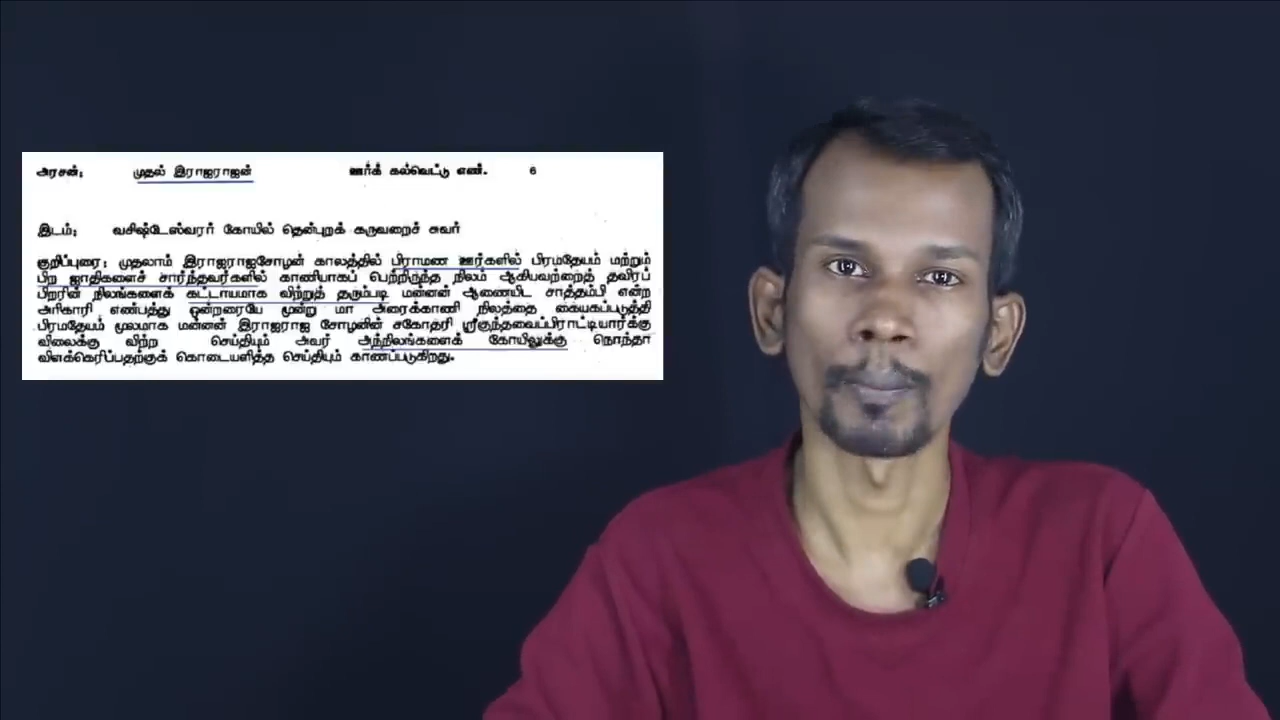 அரசன்; முதல் இராஜராஜன் ஊர்க் கல்வெட்டு எண். 6
இடம்; வசிஷ்டேஸ்வரர் கோயில் தென்புறக் கருவறைச் சுவர்
குறிப்புரை; முதலாம் இராஜராஜசோழன் காலத்தில் பிராமண ஊர்களில் பிரமதேயம் மற்றும்
பிற ஜாதிகளைச் சார்ந்தவர்களில் காணியாகப் பெற்றிருந்த நிலம் ஆகியவற்றைத் தவிரப்
பிறரின் நிலங்களைக் கட்டாயமாக விற்றுத் தரும்படி மன்னன் ஆணையிட சாத்தம்பி என்ற
அரிகாரி எண்பத்து ஒன்றரையே மூன்று மா அரைக்காணி நிலத்தை கையகப்படுத்தி
பிரமதேயம் மூலமாக மன்னன் இராஜராஜ சோழனின் சகோதரி ஸ்ரீகுந்தவைப்பிராட்டியார்க்கு
விலைக்கு விற்ற செய்தியும் அவர் அந்நிலங்களைக் கோயிலுக்கு நொந்தா
விளக்கெரிப்பதற்குக் கொடையளித்த செய்தியும் காணப்படுகிறது.